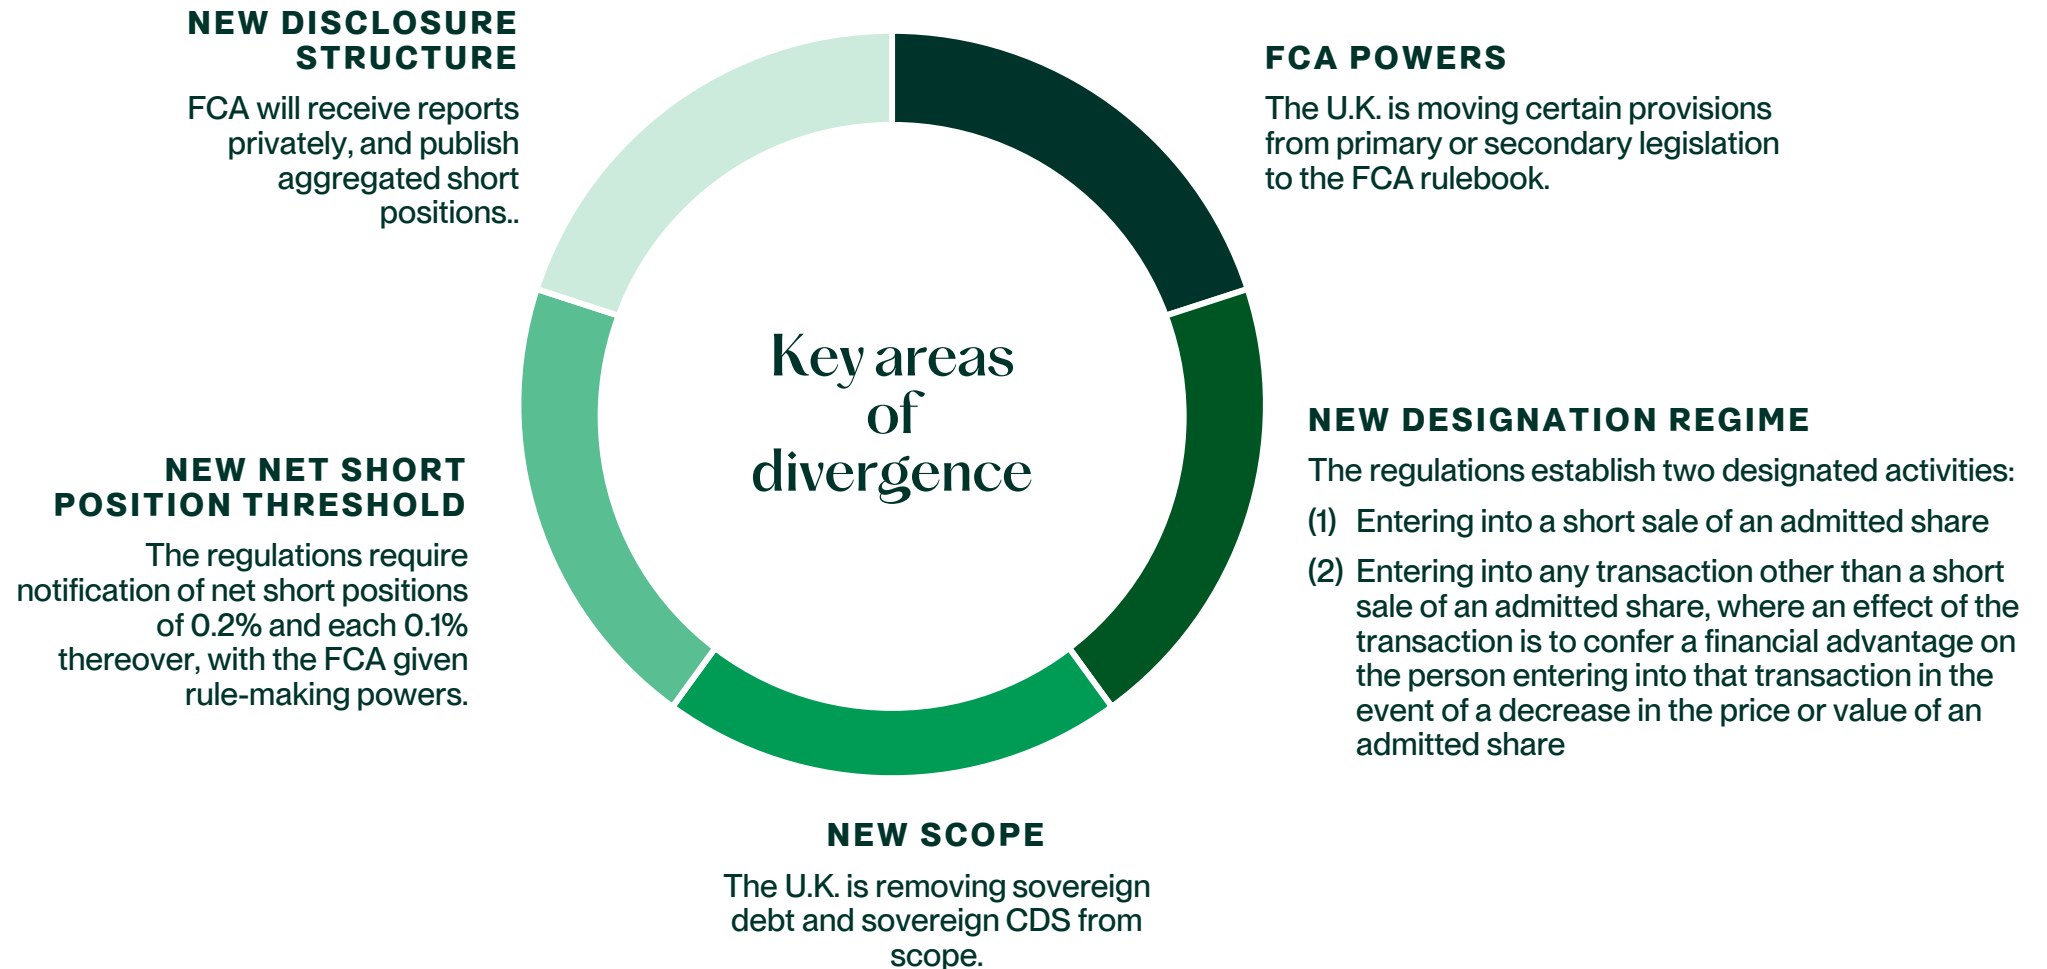 NEW DISCLOSURE
STRUCTURE
FCA will receive reports
privately, and publish
aggregated short
positions..
FCA POWERS
The U.K. is moving certain provisions
from primary or secondary legislation
to the FCA rulebook.
Key areas
of
divergence
NEW DESIGNATION REGIME
The regulations establish two designated activities:
(1) Entering into a short sale of an admitted share
(2) Entering into any transaction other than a short
sale of an admitted share, where an effect of the
transaction is to confer a financial advantage on
the person entering into that transaction in the
event of a decrease in the price or value of an
admitted share
NEW NET SHORT
POSITION THRESHOLD
The regulations require
notification of net short positions
of 0.2% and each 0.1%
thereover, with the FCA given
rule-making powers.
NEW SCOPE
The U.K. is removing sovereign
debt and sovereign CDS from
scope.